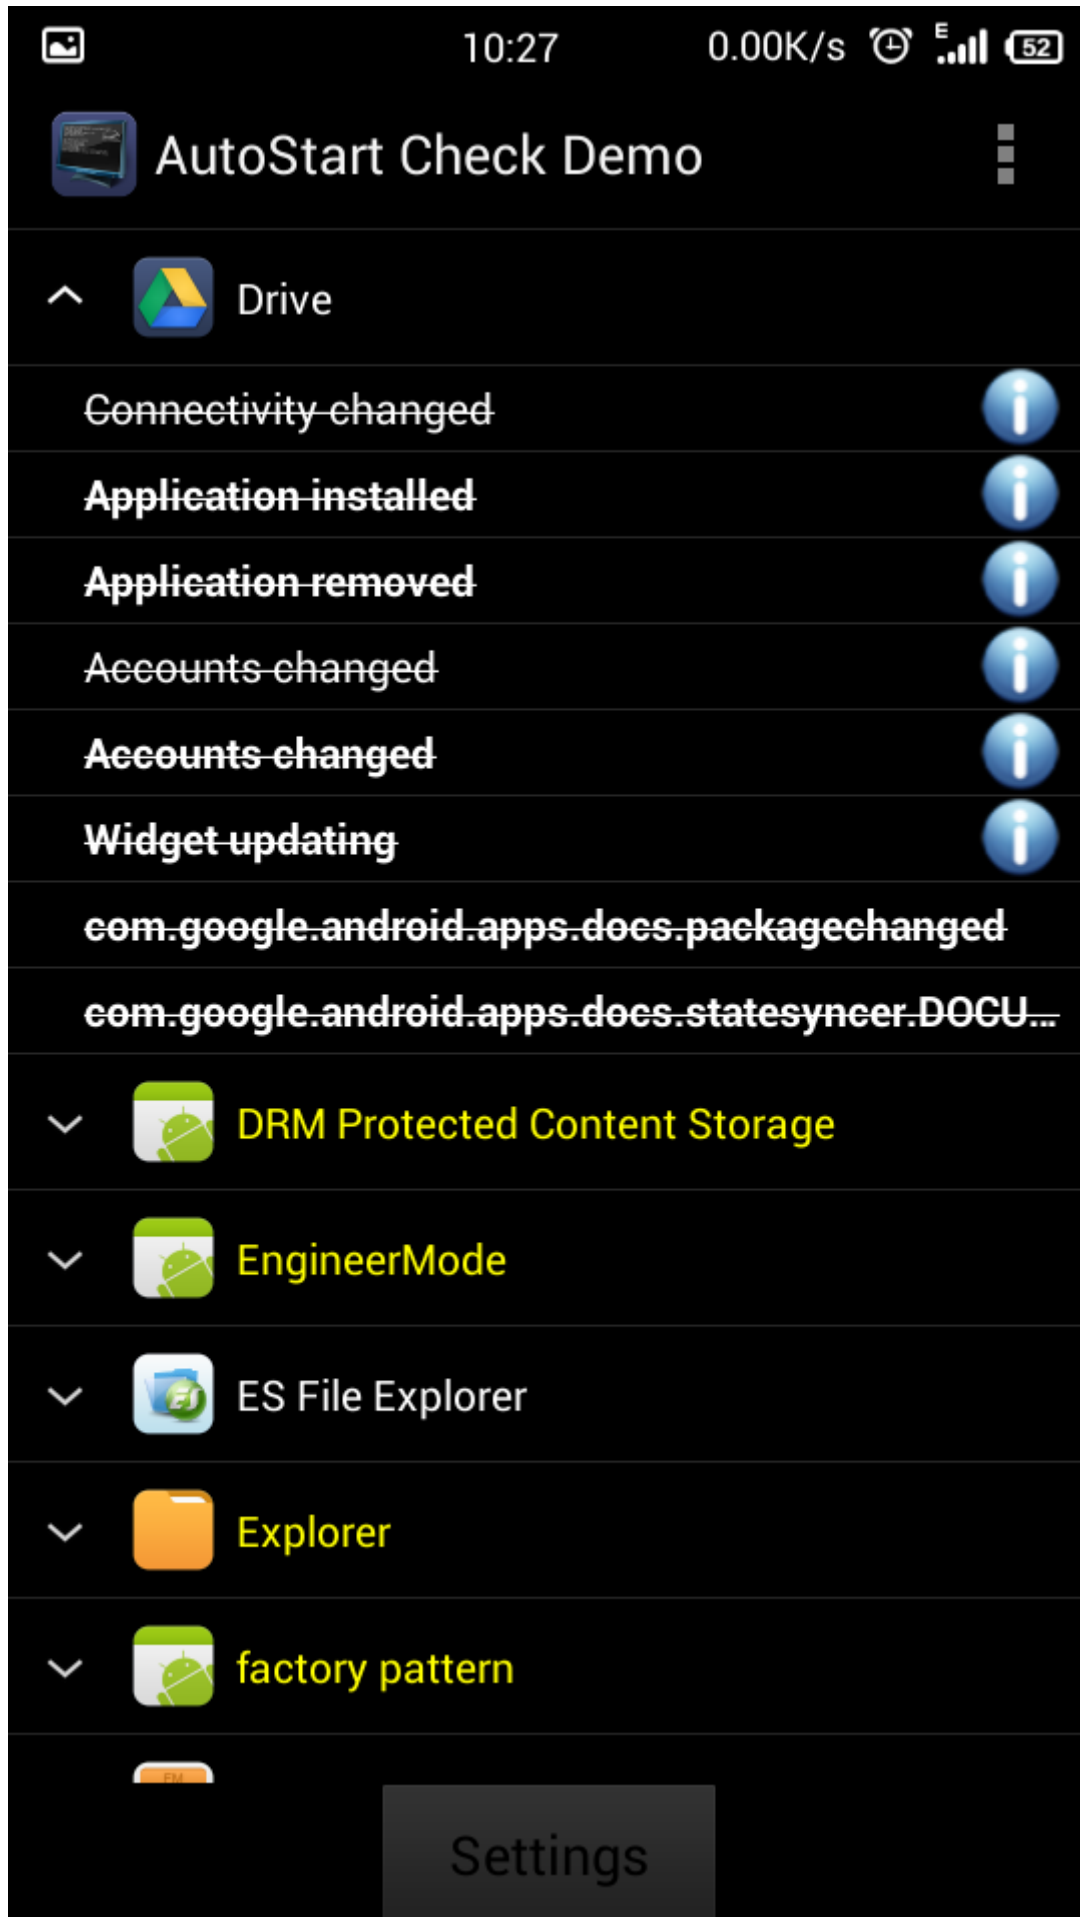 10:27 0.00K/s E 52
AutoStart Check Demo
Drive
Connectivity changed
Application installed
Application removed
Accounts changed
Accounts changed
Widget updating
com.google.android.apps.docs.packagechanged
com.google.android.apps.docs.statesyncer.DOCU...
DRM Protected Content Storage
EngineerMode
ES
ES File Explorer
Explorer
factory pattern
FM
Settings